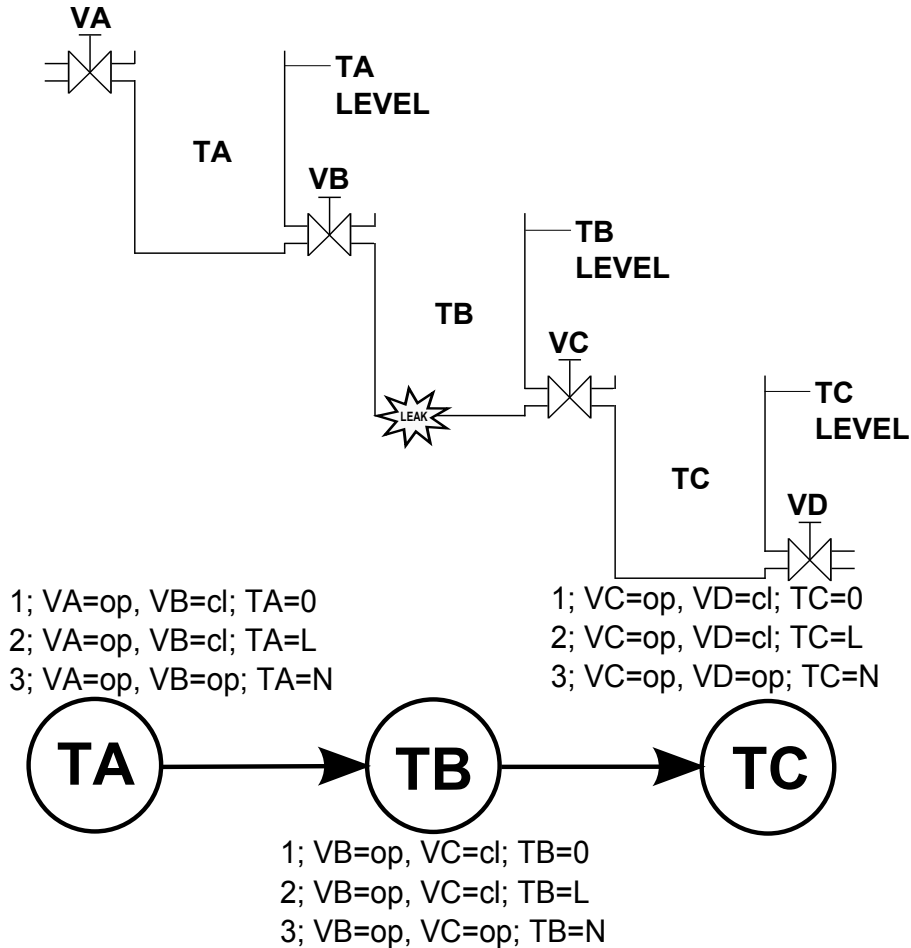 VA
TA
LEVEL
TA
VB
TB
LEVEL
TB
VC
LEAK
TC
LEVEL
TC
VD
1; VA=op, VB=cl; TA=0
2; VA=op, VB=cl; TA=L
3; VA=op, VB=op; TA=N
1; VC=op, VD=cl; TC=0
2; VC=op, VD=cl; TC=L
3; VC=op, VD=op; TC=N
TA
TB
TC
1; VB=op, VC=cl; TB=0
2; VB=op, VC=cl; TB=L
3; VB=op, VC=op; TB=N